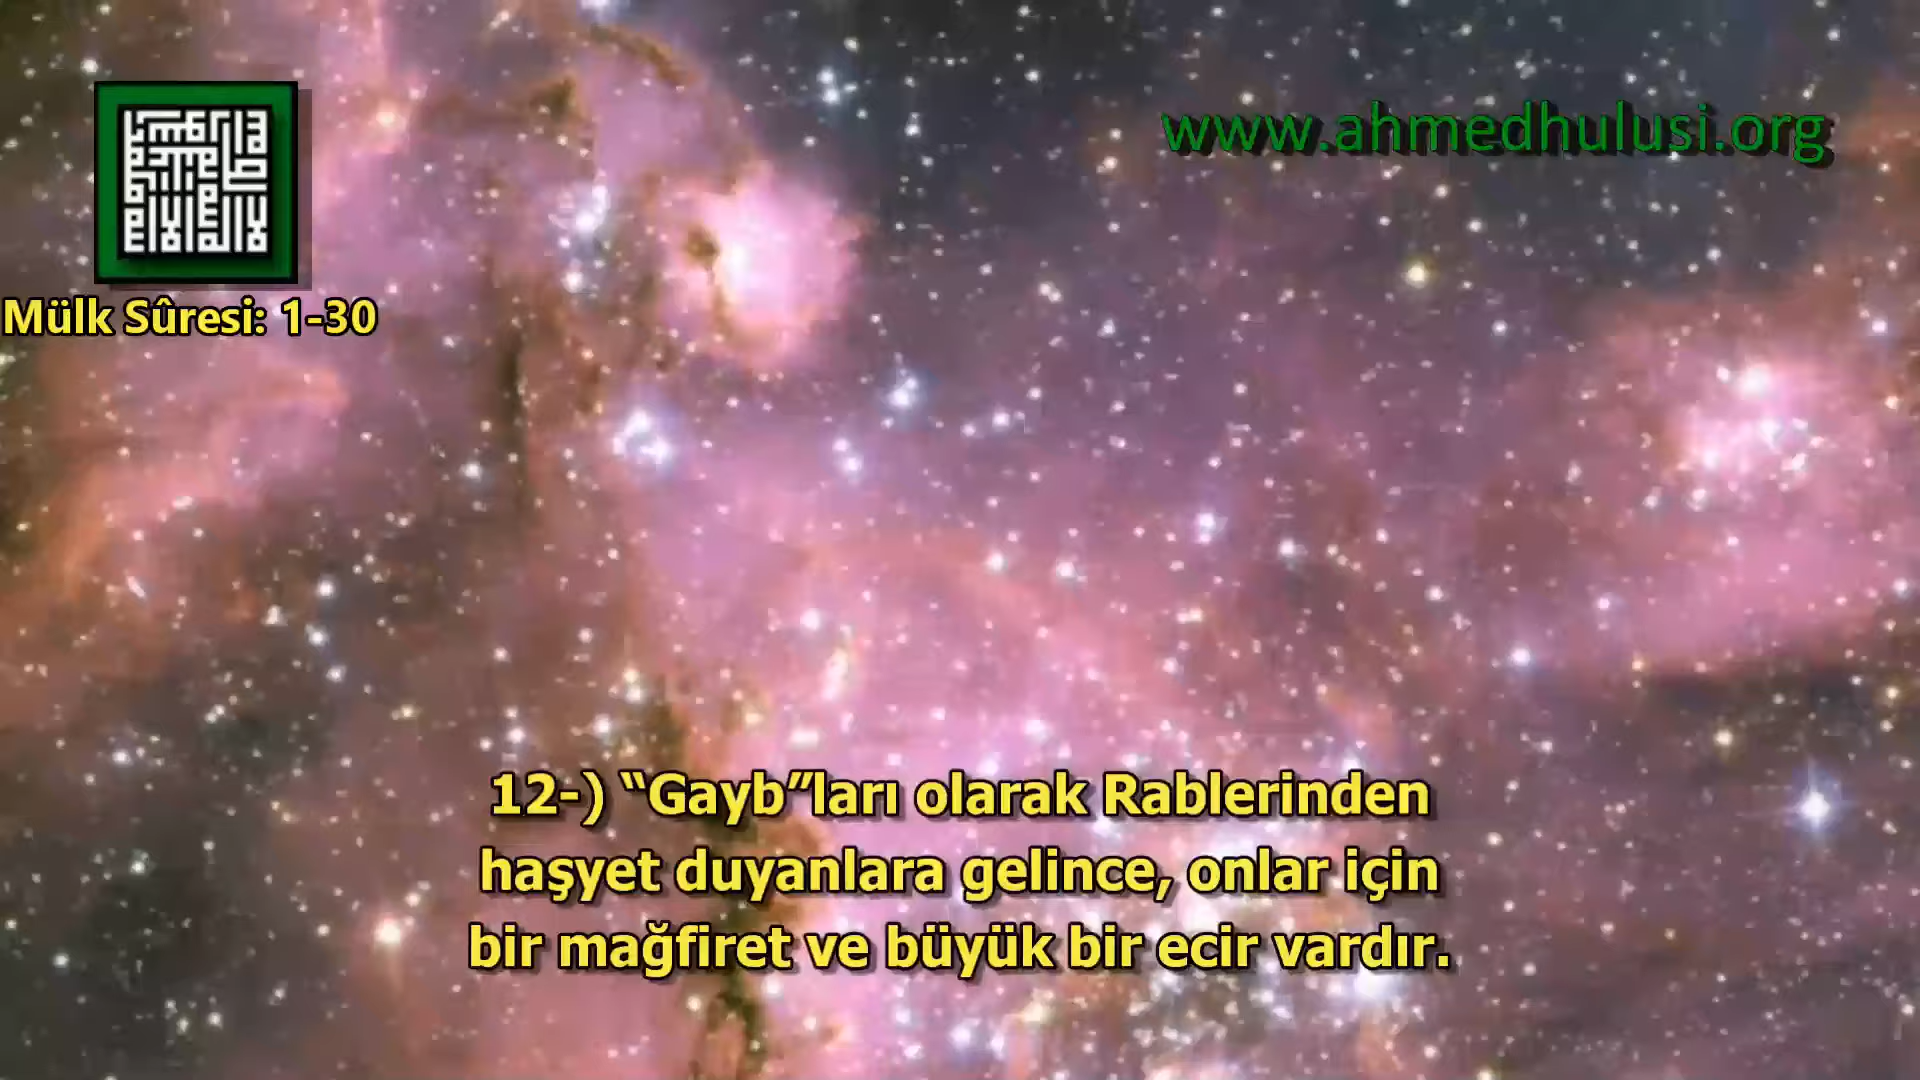 www.ahmedhulusi.org
Mülk Sûresi: 1-30
12-) “Gayb”ları olarak Rablerinden
haşyet duyanlara gelince, onlar için
bir mağfiret ve büyük bir ecir vardır.